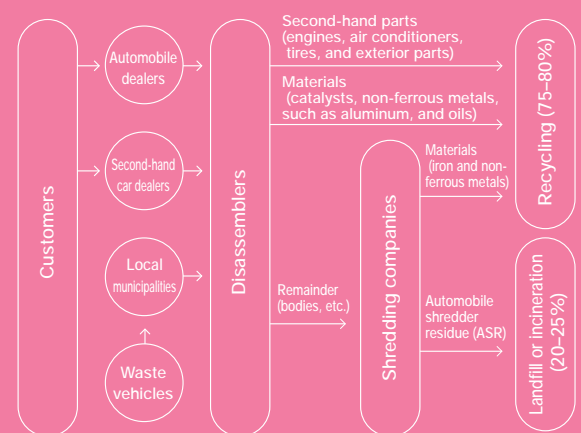 Customers
Automobile
dealers
Second-hand
car dealers
Local
municipalities
Waste
vehicles
Disassemblers
Second-hand parts
(engines, air conditioners,
tires, and exterior parts)
Materials
(catalysts, non-ferrous metals,
such as aluminum, and oils)
Remainder
(bodies, etc.)
Shredding companies
Materials
(iron and non-
ferrous metals)
Automobile
shredder
residue (ASR)
Recycling (75–80%)
Landfill or incineration
(20–25%)